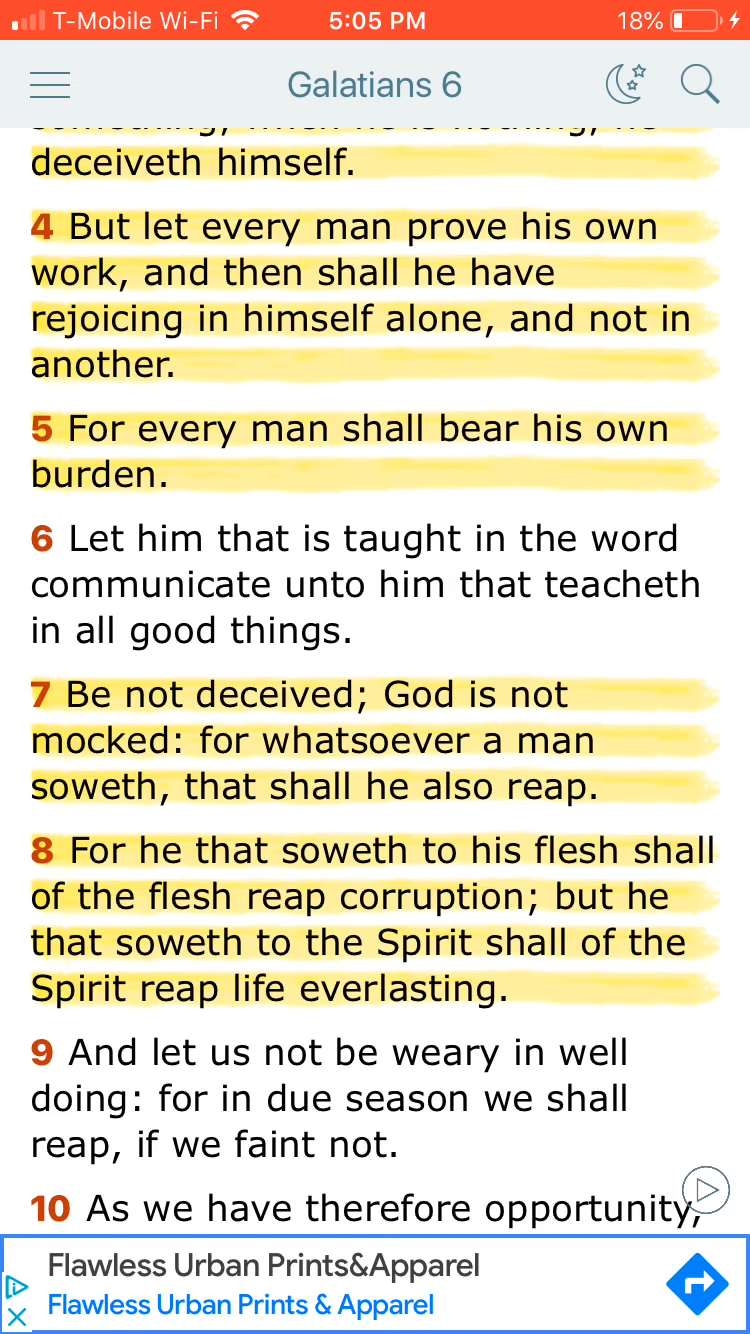 T-Mobile Wi-Fi 5:05 PM 18%
Galatians 6
deceiveth himself.
4 But let every man prove his own
work, and then shall he have
rejoicing in himself alone, and not in
another.
5 For every man shall bear his own
burden.
6 Let him that is taught in the word
communicate unto him that teacheth
in all good things.
7 Be not deceived; God is not
mocked: for whatsoever a man
soweth, that shall he also reap.
8 For he that soweth to his flesh shall
of the flesh reap corruption; but he
that soweth to the Spirit shall of the
Spirit reap life everlasting.
9 And let us not be weary in well
doing: for in due season we shall
reap, if we faint not.
10 As we have therefore opportunity,
Flawless Urban Prints&Apparel
Flawless Urban Prints & Apparel